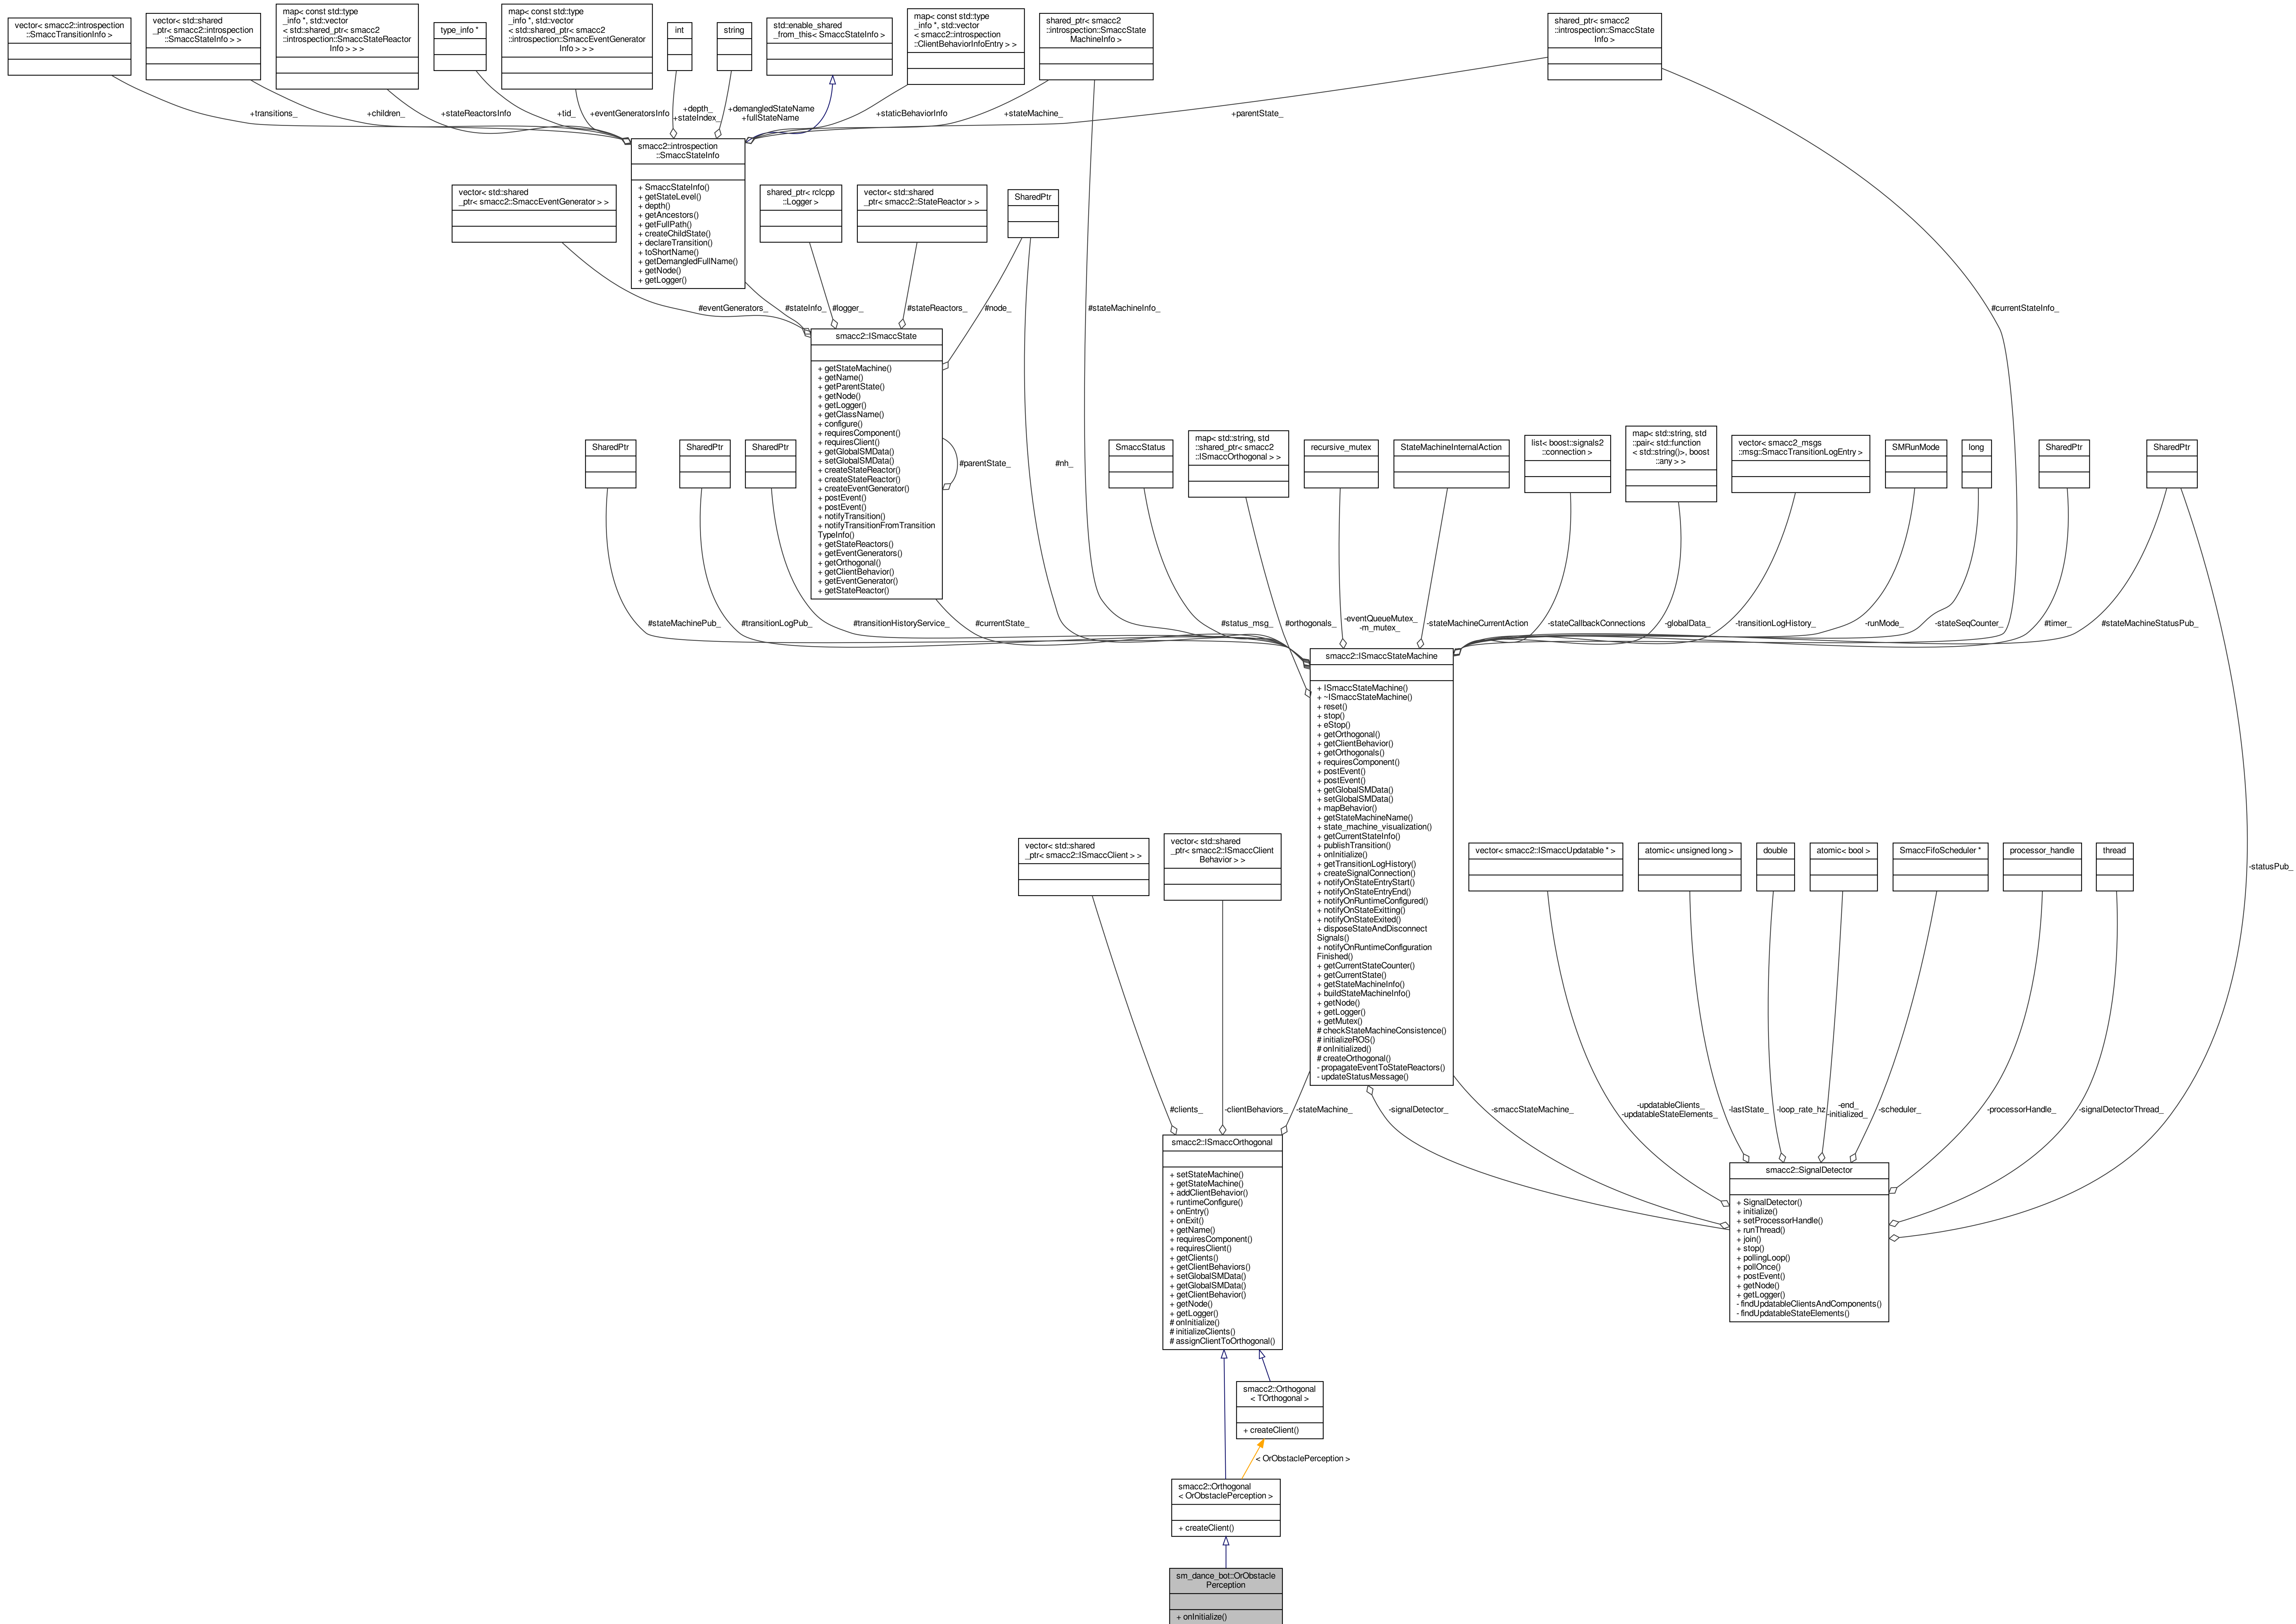 vector< smacc2::introspection
::SmaccTransitionInfo >
vector< std::shared
_ptr< smacc2::introspection
::SmaccStateInfo > >
map< const std::type
_info *, std::vector
< std::shared_ptr< smacc2
::introspection::SmaccStateReactor
Info > > >
type_info *
map< const std::type
_info *, std::vector
< std::shared_ptr< smacc2
::introspection::SmaccEventGenerator
Info > > >
int
string
std::enable_shared
_from_this< SmaccStateInfo >
map< const std::type
_info *, std::vector
< smacc2::introspection
::ClientBehaviorInfoEntry > >
shared_ptr< smacc2
::introspection::SmaccState
MachineInfo >
shared_ptr< smacc2
::introspection::SmaccState
Info >
+transitions_
+children_
+stateReactorsInfo
+tid_
+eventGeneratorsInfo
+depth_
+stateIndex_
+demangledStateName
+fullStateName
+staticBehaviorInfo
+stateMachine_
+parentState_
smacc2::introspection
::SmaccStateInfo
+ SmaccStateInfo()
+ getStateLevel()
+ depth()
+ getAncestors()
+ getFullPath()
+ createChildState()
+ declareTransition()
+ toShortName()
+ getDemangledFullName()
+ getNode()
+ getLogger()
vector< std::shared
_ptr< smacc2::SmaccEventGenerator > >
shared_ptr< rclcpp
::Logger >
vector< std::shared
_ptr< smacc2::StateReactor > >
SharedPtr
#eventGenerators_
#stateInfo_
#logger_
#stateReactors_
#node_
#stateMachineInfo_
#currentStateInfo_
smacc2::ISmaccState
+ getStateMachine()
+ getName()
+ getParentState()
+ getNode()
+ getLogger()
+ getClassName()
+ configure()
+ requiresComponent()
+ requiresClient()
+ getGlobalSMData()
+ setGlobalSMData()
+ createStateReactor()
+ createStateReactor()
+ createEventGenerator()
+ postEvent()
+ postEvent()
+ notifyTransition()
+ notifyTransitionFromTransition
TypeInfo()
+ getStateReactors()
+ getEventGenerators()
+ getOrthogonal()
+ getClientBehavior()
+ getEventGenerator()
+ getStateReactor()
#parentState_
#nh_
SharedPtr
SharedPtr
SharedPtr
SmaccStatus
map< std::string, std
::shared_ptr< smacc2
::ISmaccOrthogonal > >
recursive_mutex
StateMachineInternalAction
list< boost::signals2
::connection >
map< std::string, std
::pair< std::function
< std::string()>, boost
::any > >
vector< smacc2_msgs
::msg::SmaccTransitionLogEntry >
SMRunMode
long
SharedPtr
SharedPtr
#stateMachinePub_
#transitionLogPub_
#transitionHistoryService_
#currentState_
#status_msg_
#orthogonals_
-eventQueueMutex_
-m_mutex_
-stateMachineCurrentAction
-stateCallbackConnections
-globalData_
-transitionLogHistory_
-runMode_
-stateSeqCounter_
#timer_
#stateMachineStatusPub_
smacc2::ISmaccStateMachine
+ ISmaccStateMachine()
+ ~ISmaccStateMachine()
+ reset()
+ stop()
+ eStop()
+ getOrthogonal()
+ getClientBehavior()
+ getOrthogonals()
+ requiresComponent()
+ postEvent()
+ postEvent()
+ getGlobalSMData()
+ setGlobalSMData()
+ mapBehavior()
+ getStateMachineName()
+ state_machine_visualization()
+ getCurrentStateInfo()
+ publishTransition()
+ onInitialize()
+ getTransitionLogHistory()
+ createSignalConnection()
+ notifyOnStateEntryStart()
+ notifyOnStateEntryEnd()
+ notifyOnRuntimeConfigured()
+ notifyOnStateExitting()
+ notifyOnStateExited()
+ disposeStateAndDisconnect
Signals()
+ notifyOnRuntimeConfiguration
Finished()
+ getCurrentStateCounter()
+ getCurrentState()
+ getStateMachineInfo()
+ buildStateMachineInfo()
+ getNode()
+ getLogger()
+ getMutex()
# checkStateMachineConsistence()
# initializeROS()
# onInitialized()
# createOrthogonal()
- propagateEventToStateReactors()
- updateStatusMessage()
vector< std::shared
_ptr< smacc2::ISmaccClient > >
vector< std::shared
_ptr< smacc2::ISmaccClient
Behavior > >
vector< smacc2::ISmaccUpdatable * >
atomic< unsigned long >
double
atomic< bool >
SmaccFifoScheduler *
processor_handle
thread
-statusPub_
#clients_
-clientBehaviors_
-stateMachine_
-signalDetector_
-smaccStateMachine_
-updatableClients_
-updatableStateElements_
-lastState_
-loop_rate_hz
-end_
-initialized_
-scheduler_
-processorHandle_
-signalDetectorThread_
smacc2::ISmaccOrthogonal
+ setStateMachine()
+ getStateMachine()
+ addClientBehavior()
+ runtimeConfigure()
+ onEntry()
+ onExit()
+ getName()
+ requiresComponent()
+ requiresClient()
+ getClients()
+ getClientBehaviors()
+ setGlobalSMData()
+ getGlobalSMData()
+ getClientBehavior()
+ getNode()
+ getLogger()
# onInitialize()
# initializeClients()
# assignClientToOrthogonal()
smacc2::SignalDetector
+ SignalDetector()
+ initialize()
+ setProcessorHandle()
+ runThread()
+ join()
+ stop()
+ pollingLoop()
+ pollOnce()
+ postEvent()
+ getNode()
+ getLogger()
- findUpdatableClientsAndComponents()
- findUpdatableStateElements()
smacc2::Orthogonal
< TOrthogonal >
+ createClient()
< OrObstaclePerception >
smacc2::Orthogonal
< OrObstaclePerception >
+ createClient()
sm_dance_bot::OrObstacle
Perception
+ onInitialize()